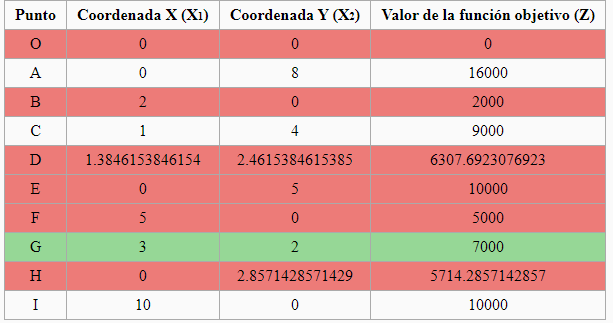 Punto Coordenada X (X1) Coordenada Y (X2) Valor de la función objetivo (Z)
O 0 0 0
A 0 8 16000
B 2 0 2000
C 1 4 9000
D 1.3846153846154 2.4615384615385 6307.6923076923
E 0 5 10000
F 5 0 5000
G 3 2 7000
H 0 2.8571428571429 5714.2857142857
I 10 0 10000